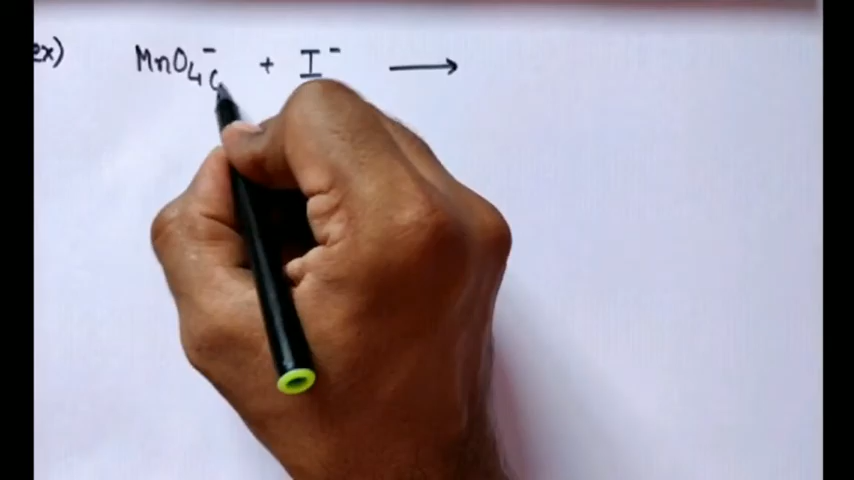 ex) MnO₄⁻( + I⁻ ⟶